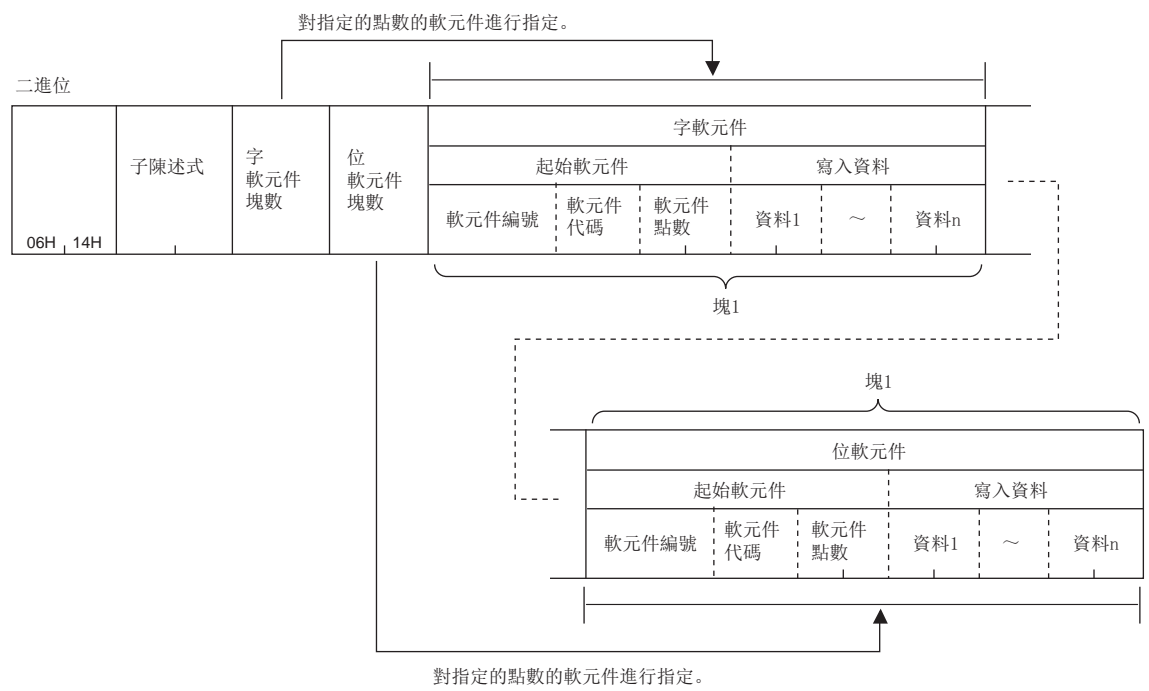 對指定的點數的軟元件進行指定。
二進位
字軟元件
起始軟元件 寫入資料
子陳述式
字
軟元件
塊數
位
軟元件
塊數
軟元件編號
軟元件
代碼
軟元件
點數
資料1
～
資料n
06H 14H
塊1
塊1
位軟元件
起始軟元件 寫入資料
軟元件編號
軟元件
代碼
軟元件
點數
資料1
～
資料n
對指定的點數的軟元件進行指定。